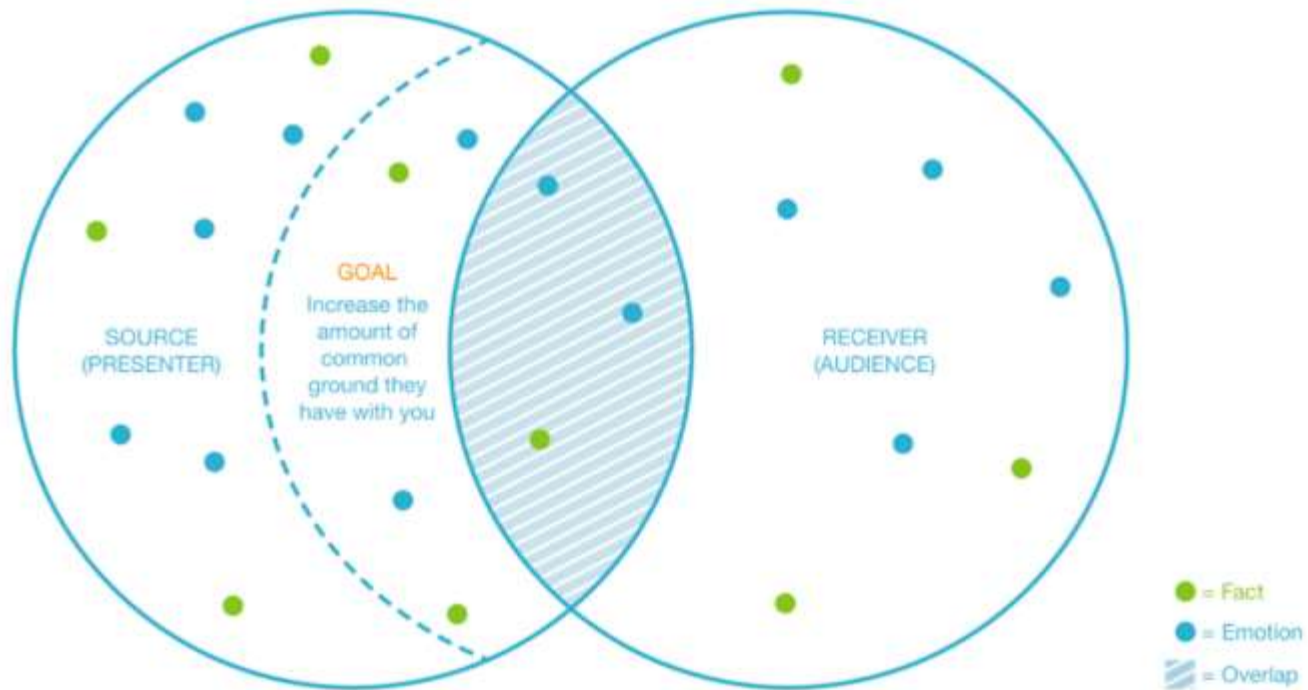 GOAL
Increase the
amount of
common
ground they
have with you
SOURCE
(PRESENTER)
RECEIVER
(AUDIENCE)
= Fact
= Emotion
= Overlap